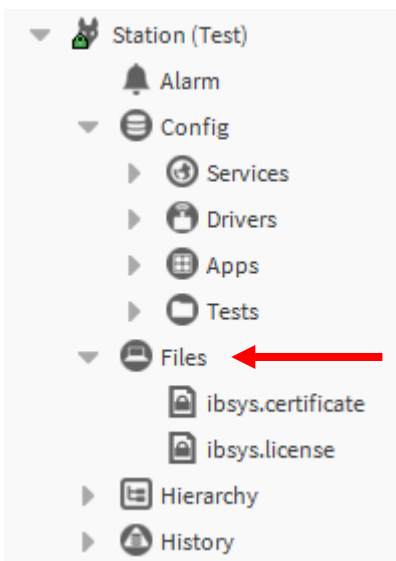 Station (Test)
Alarm
Config
Services
Drivers
Apps
Tests
Files
ibsys.certificate
ibsys.license
Hierarchy
History